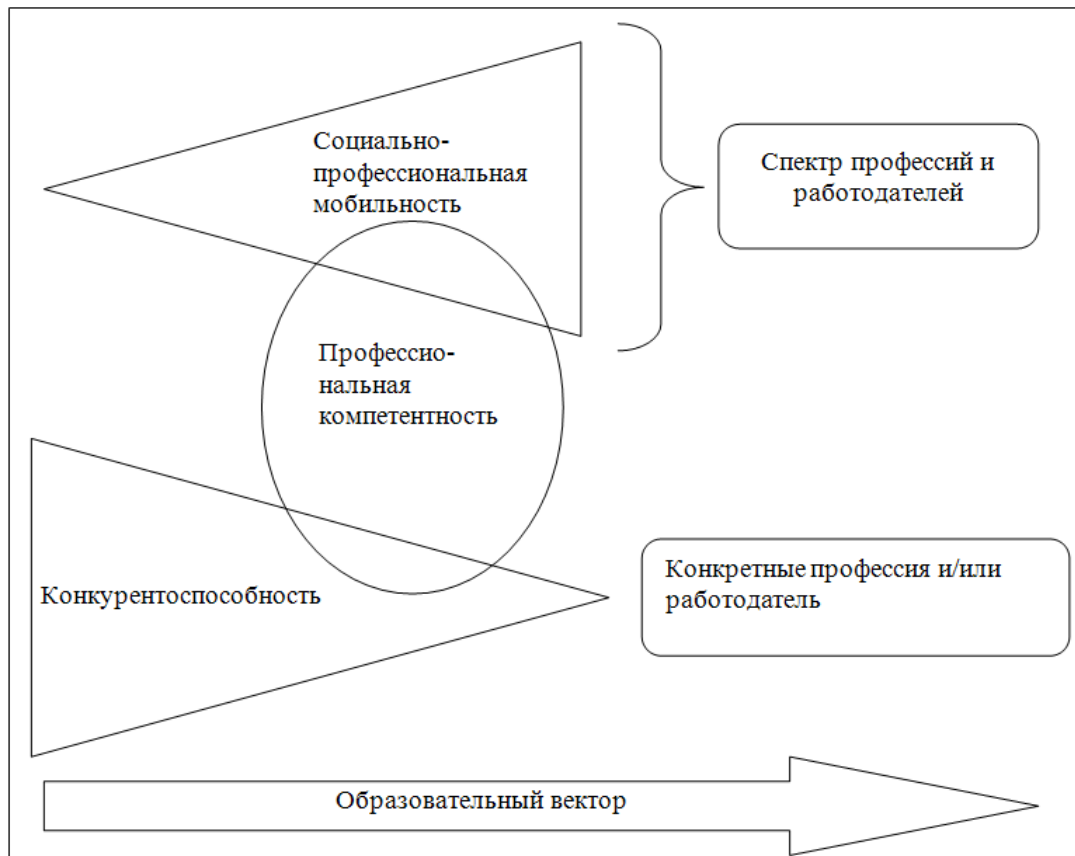 Социально-
профессиональная
мобильность
Спектр профессий и
работодателей
Профессио-
нальная
компетентность
Конкурентоспособность
Конкретные профессия и/или
работодатель
Образовательный вектор